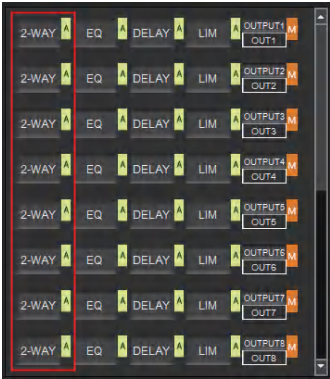 2-WAY A EQ A DELAY A LIM A OUTPUT1 M
OUT1
2-WAY A EQ A DELAY A LIM A OUTPUT2 M
OUT2
2-WAY A EQ A DELAY A LIM A OUTPUT3 M
OUT3
2-WAY A EQ A DELAY A LIM A OUTPUT4 M
OUT4
2-WAY A EQ A DELAY A LIM A OUTPUT5 M
OUT5
2-WAY A EQ A DELAY A LIM A OUTPUT6 M
OUT6
2-WAY A EQ A DELAY A LIM A OUTPUT7 M
OUT7
2-WAY A EQ A DELAY A LIM A OUTPUT8 M
OUT8